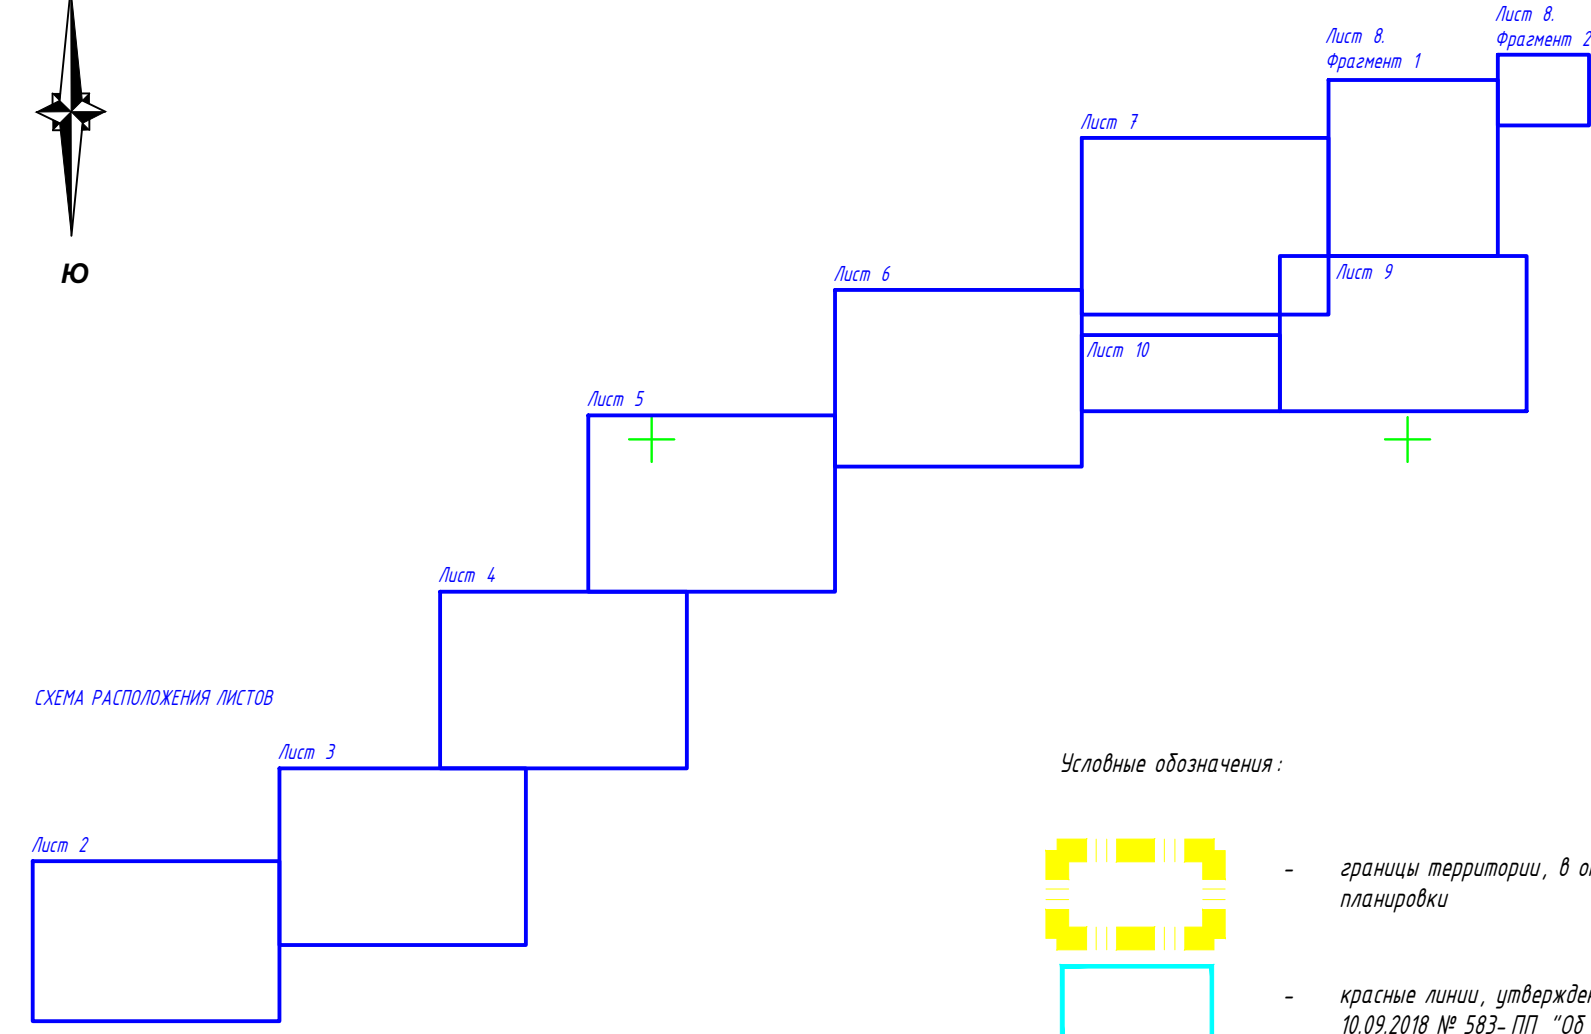 Лист 8.
Фрагмент 2
Лист 8.
Фрагмент 1
Лист 7
Ю
Лист 6
Лист 9
Лист 10
Лист 5
Лист 4
СХЕМА РАСПОЛОЖЕНИЯ ЛИСТОВ
Лист 3
Условные обозначения :
Лист 2
- границы территории, в
планировки
- красные линии,
10.09.2018 № 583- ПП "Об